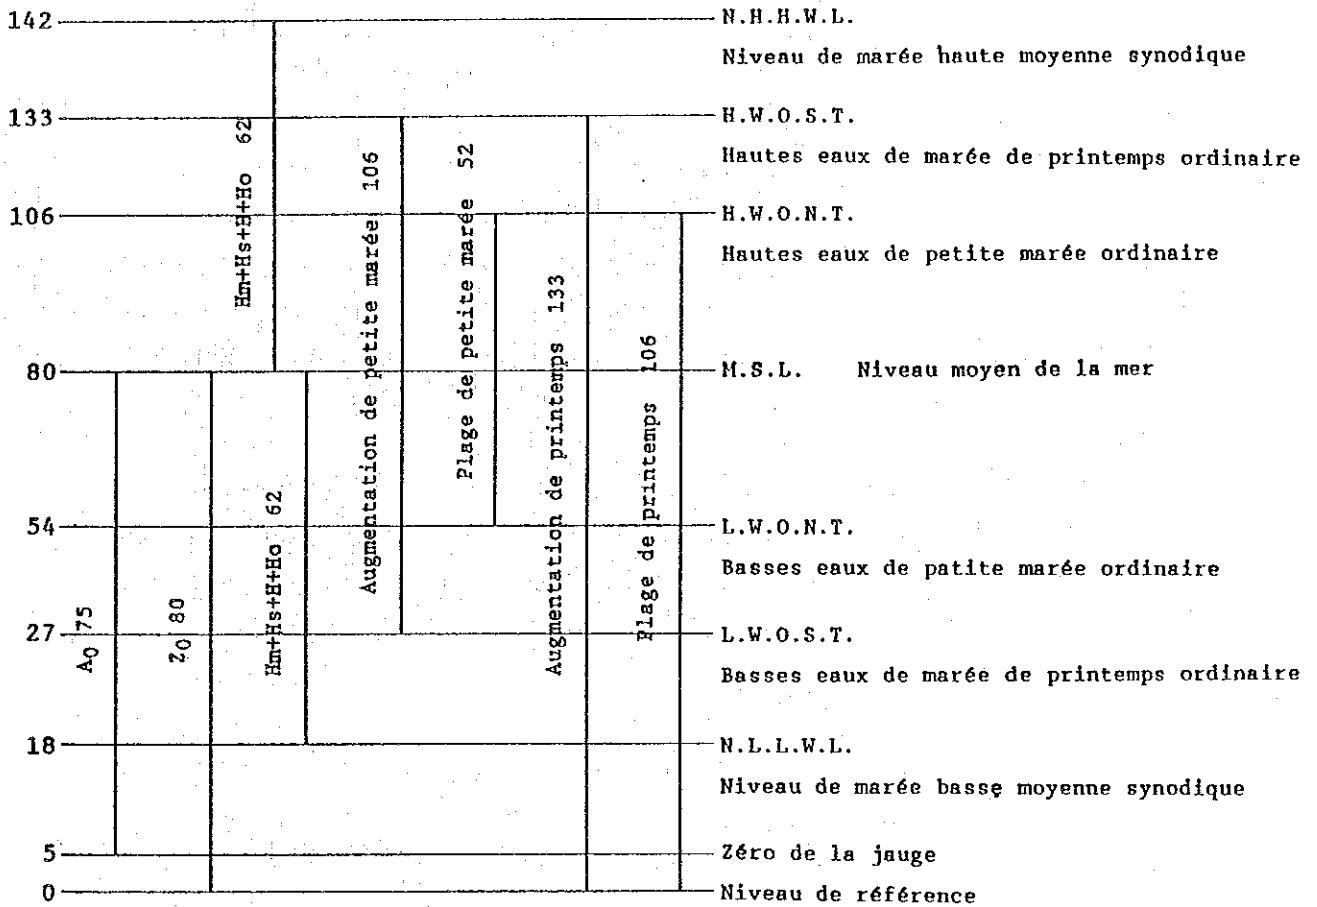 142
N.H.H.W.L.
Niveau de marée haute moyenne synodique
133
H.W.O.S.T.
Hautes eaux de marée de printemps ordinaire
106
H.W.O.N.T.
Hautes eaux de petite marée ordinaire
80
M.S.L. Niveau moyen de la mer
54
L.W.O.N.T.
Basses eaux de patite marée ordinaire
27
L.W.O.S.T.
Basses eaux de marée de printemps ordinaire
18
N.L.L.W.L.
Niveau de marée basse moyenne synodique
5
Zéro de la jauge
0
Niveau de référence
A0 75
Z0 80
Hm+Hs+H+Ho 62
Hm+Hs+H+Ho 62
Augmentation de petite marée 106
Plage de petite marée 52
Augmentation de printemps 133
Plage de printemps 106